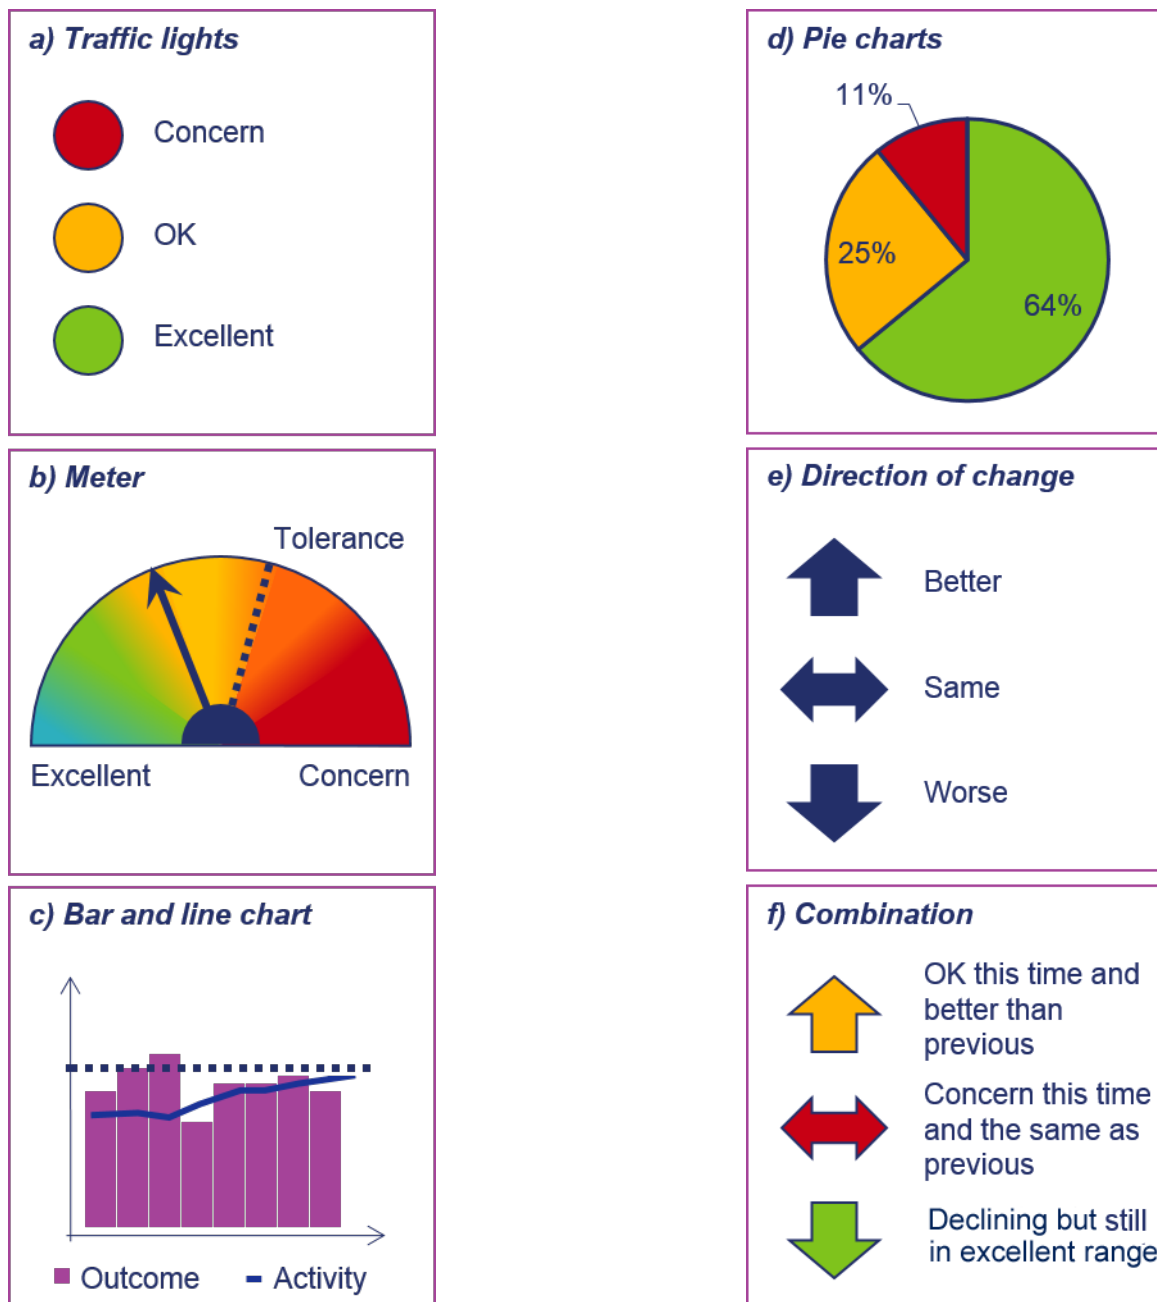 a) Traffic lights
Concern
OK
Excellent
b) Meter
Tolerance
Excellent
Concern
c) Bar and line chart
Outcome
Activity
d) Pie charts
11%
25%
64%
e) Direction of change
Better
Same
Worse
f) Combination
OK this time and
better than
previous
Concern this time
and the same as
previous
Declining but still
in excellent range